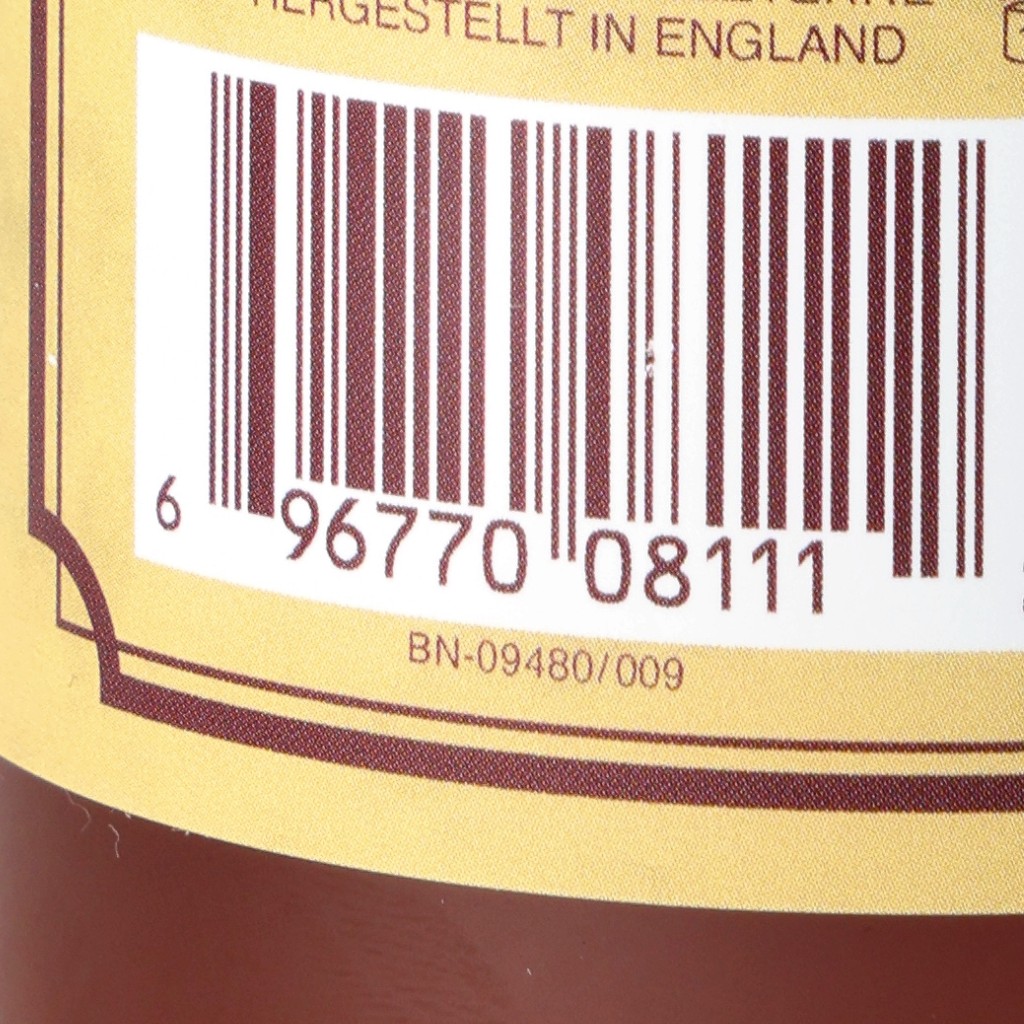 HERGESTELLT IN ENGLAND
6 96770 08111
BN-09480/009